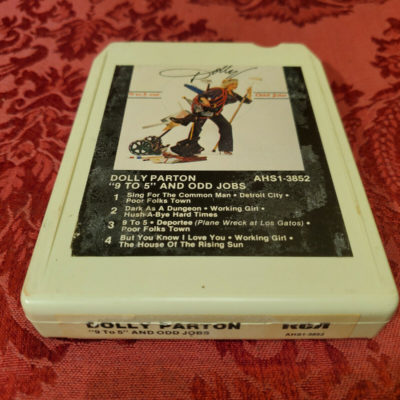 Dolly
9 to 5 and
Odd Jobs
DOLLY PARTON AHS1-3852
"9 TO 5" AND ODD JOBS
1 Sing For The Common Man • Detroit City •
Poor Folks Town
2 Dark As A Dungeon • Working Girl •
Hush-A-Bye Hard Times
3 9 To 5 • Deportee (Plane Wreck at Los Gatos) •
Poor Folks Town
4 But You Know I Love You • Working Girl •
The House Of The Rising Sun
DOLLY PARTON RCA
"9 To 5" AND ODD JOBS AHS1-3852